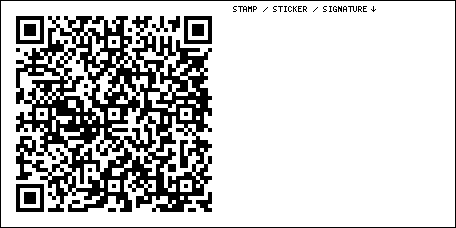 STAMP / STICKER / SIGNATURE ↓